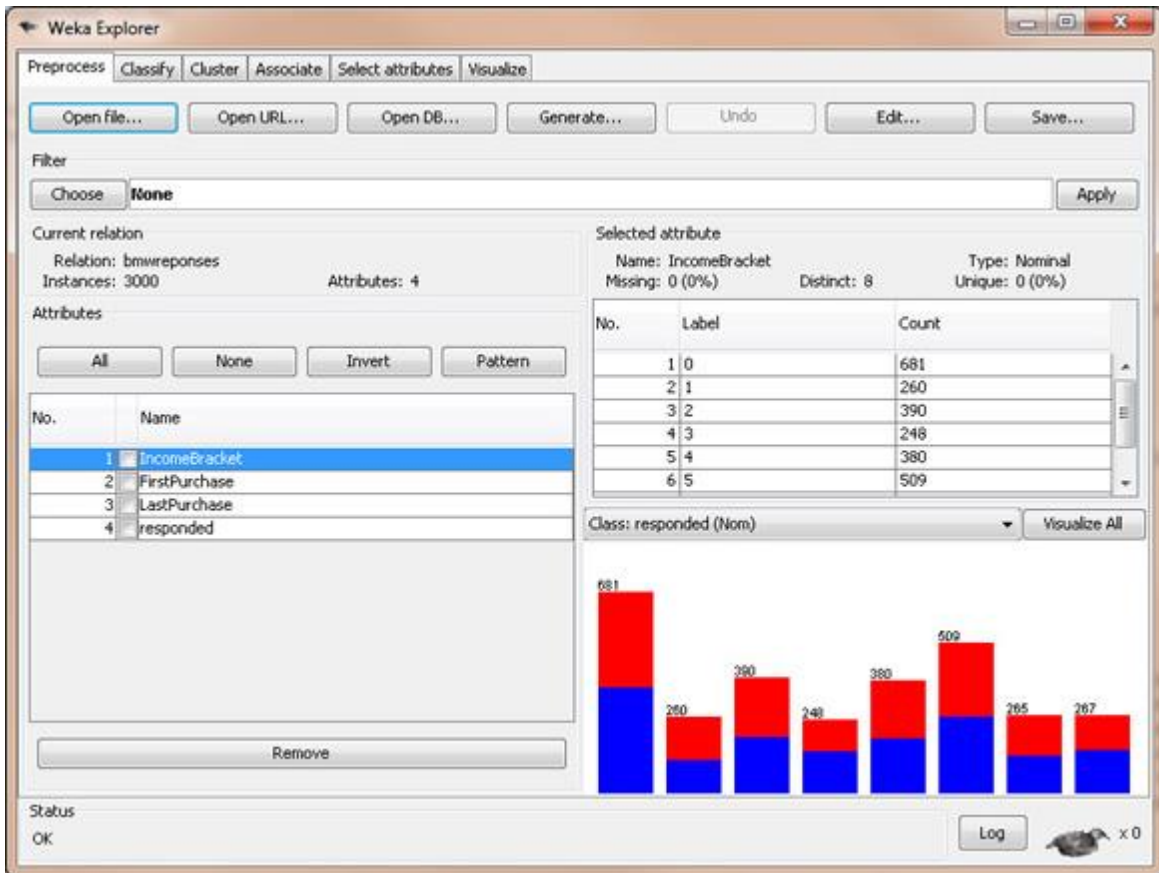 Weka Explorer
Preprocess Classify Cluster Associate Select attributes Visualize
Open file... Open URL... Open DB... Generate... Undo Edit... Save...
Filter
Choose None Apply
Current relation
Relation: bmwreponses
Instances: 3000 Attributes: 4
Attributes
All None Invert Pattern
No. Name
1 IncomeBracket
2 FirstPurchase
3 LastPurchase
4 responded
Remove
Selected attribute
Name: IncomeBracket Type: Nominal
Missing: 0 (0%) Distinct: 8 Unique: 0 (0%)
No. Label Count
1 0 681
2 1 260
3 2 390
4 3 248
5 4 380
6 5 509
Class: responded (Nom) Visualize All
681 260 390 248 380 509 265 267
Status
OK
Log x 0